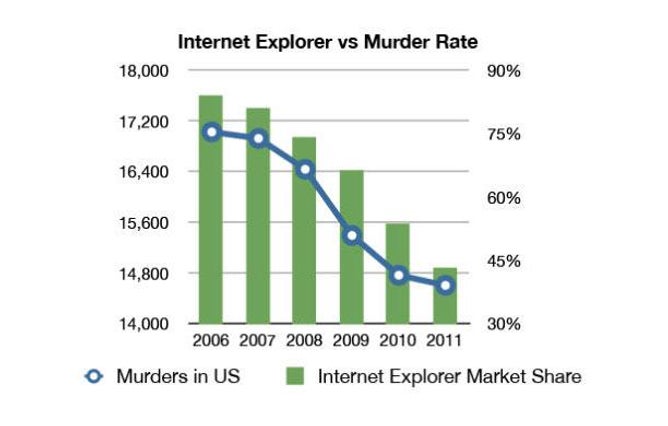 Internet Explorer vs Murder Rate
18,000 90%
17,200 75%
16,400 60%
15,600 45%
14,800 30%
14,000
2006 2007 2008 2009 2010 2011
Murders in US Internet Explorer Market Share